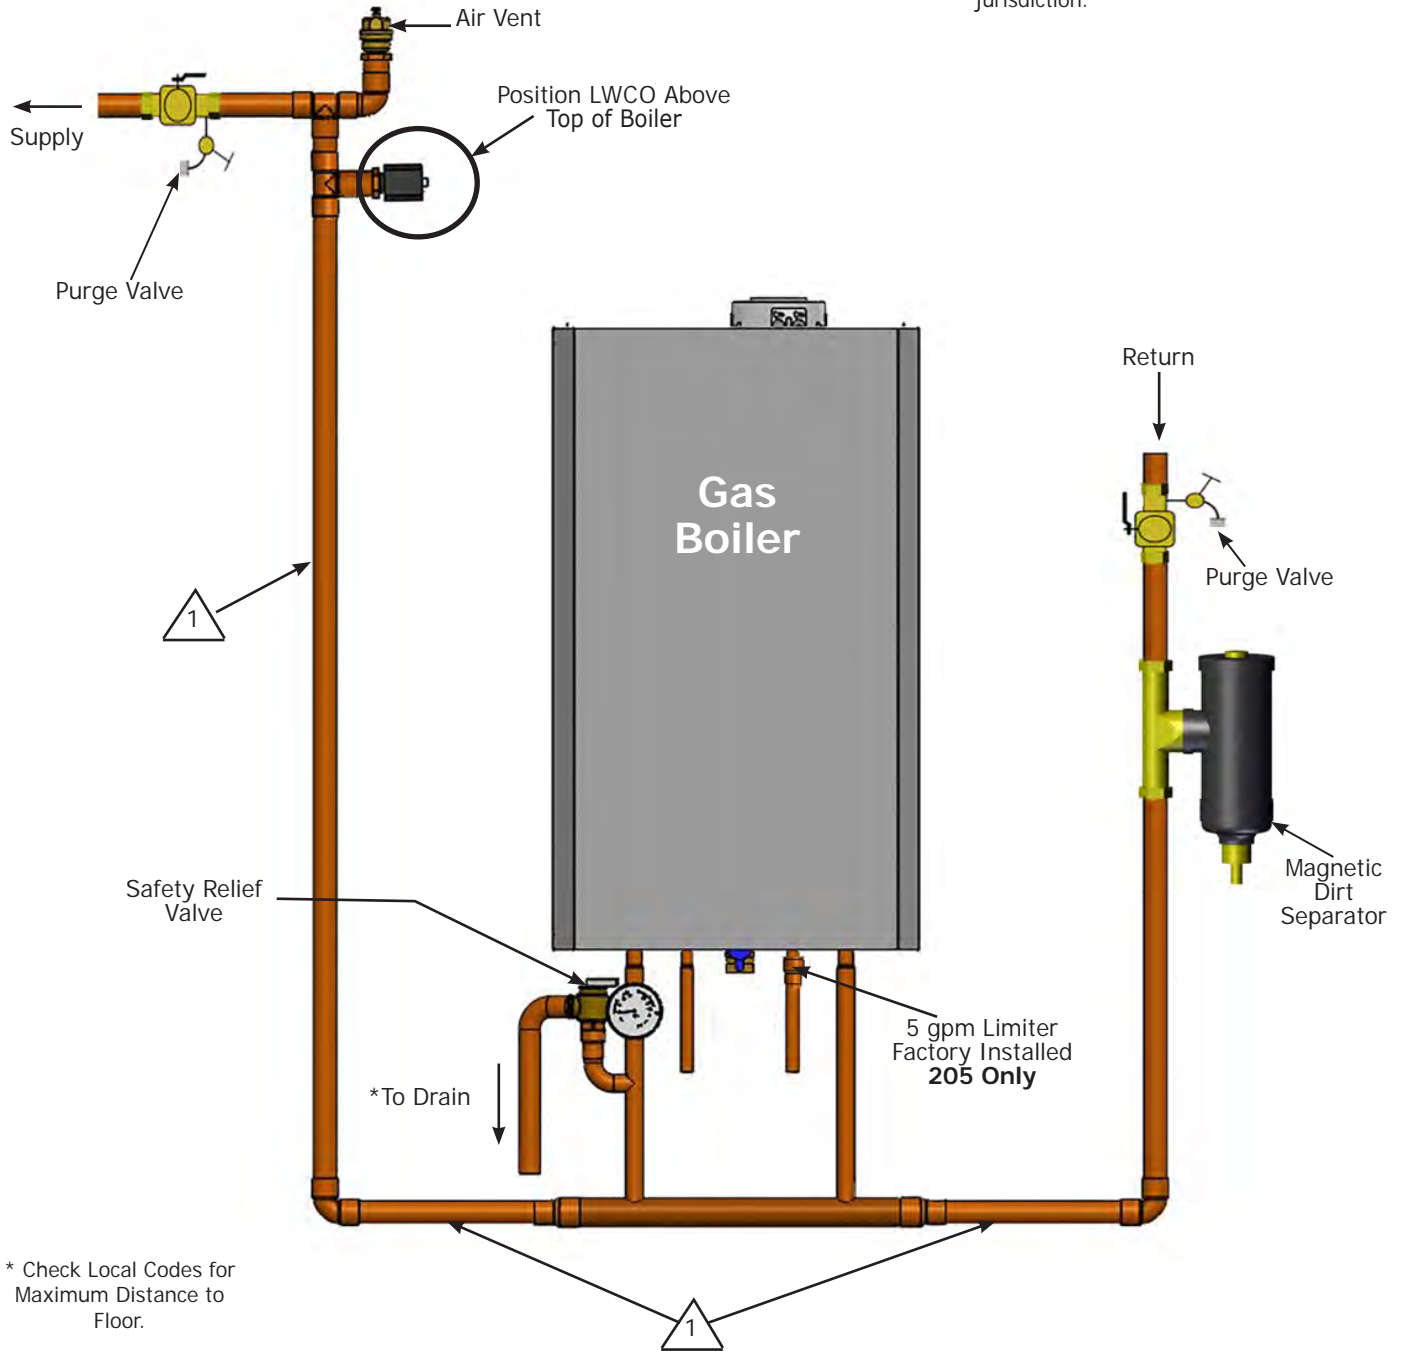 jurisdiction.
Air Vent
Position LWCO Above
Top of Boiler
Supply
Purge Valve
Return
Gas
Boiler
Purge Valve
1
Magnetic
Dirt
Separator
Safety Relief
Valve
5 gpm Limiter
Factory Installed
205 Only
*To Drain
* Check Local Codes for
Maximum Distance to
Floor.
1